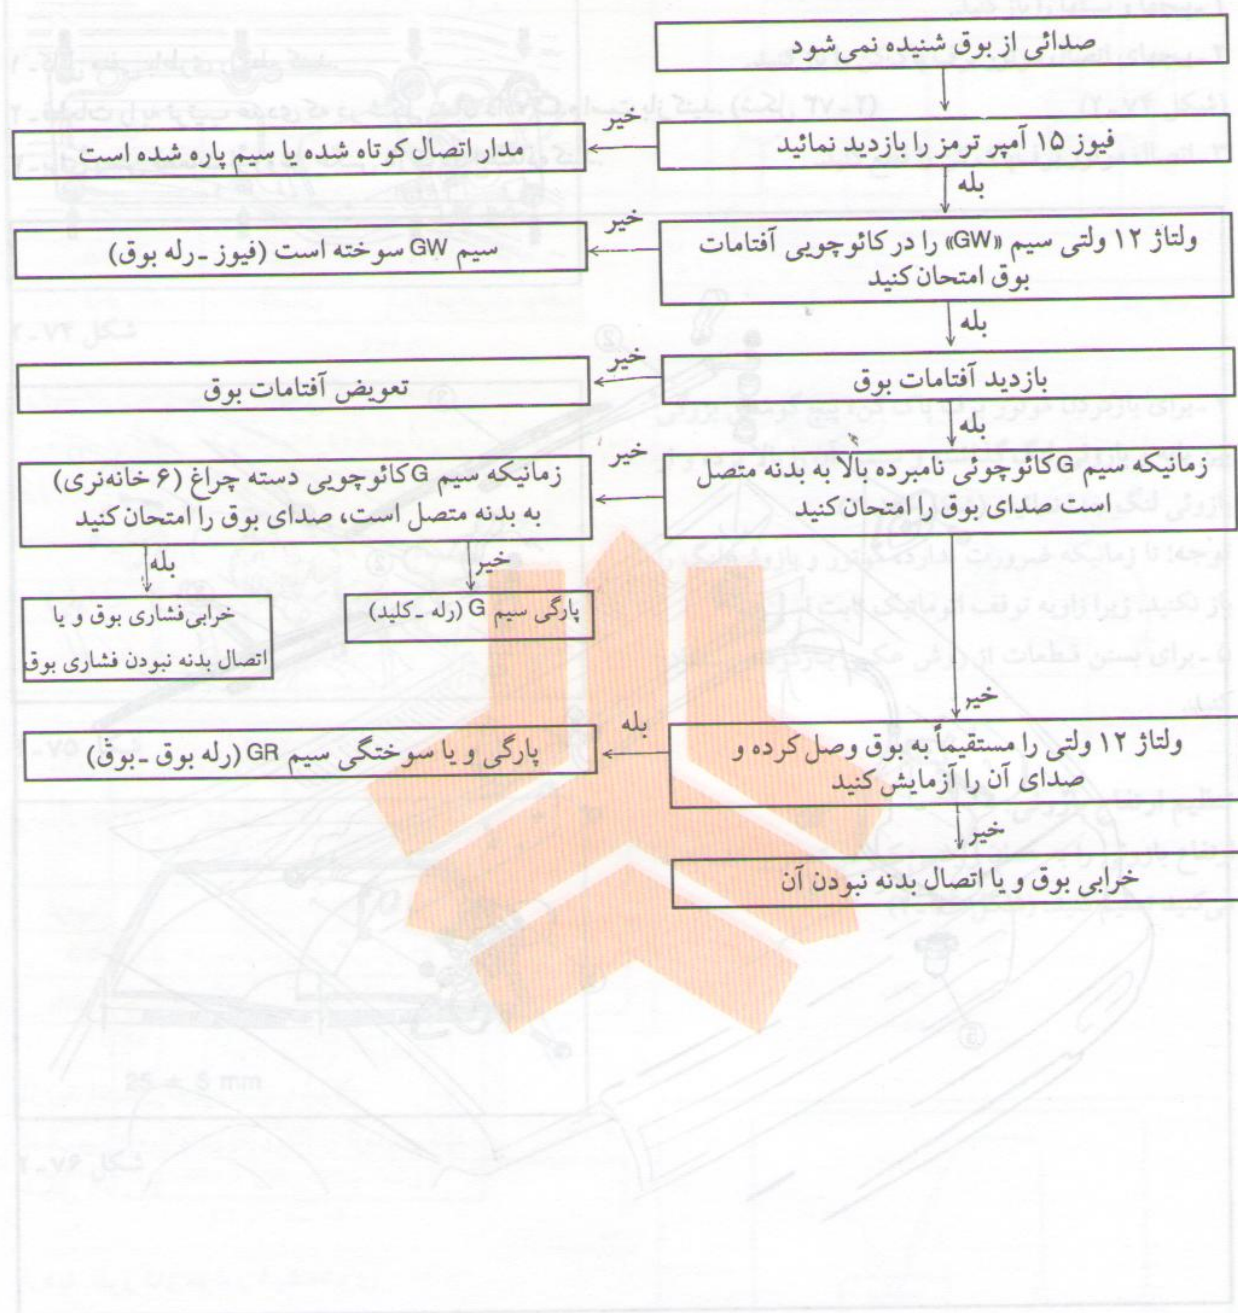 صدائی از بوق شنیده نمی‌شود
خیر
فیوز ۱۵ آمپر ترمز را بازدید نمائید
مدار اتصال کوتاه شده یا سیم پاره شده است
بله
خیر
ولتاژ ۱۲ ولتی سیم «GW» را در کائوچویی آفتامات
بوق امتحان کنید
سیم GW سوخته است (فیوز - رله بوق)
بله
خیر
بازدید آفتامات بوق
تعویض آفتامات بوق
بله
خیر
زمانیکه سیم G کائوچوئی نامبرده بالا به بدنه متصل
است صدای بوق را امتحان کنید
زمانیکه سیم G کائوچویی دسته چراغ (۶ خانه‌نری)
به بدنه متصل است، صدای بوق را امتحان کنید
خیر
بله
پارگی سیم G (رله - کلید)
خرابی فشاری بوق و یا
اتصال بدنه نبودن فشاری بوق
خیر
بله
ولتاژ ۱۲ ولتی را مستقیماً به بوق وصل کرده و
صدای آن را آزمایش کنید
پارگی و یا سوختگی سیم GR (رله بوق - بوق)
خیر
خرابی بوق و یا اتصال بدنه نبودن آن
25 ± 5 mm